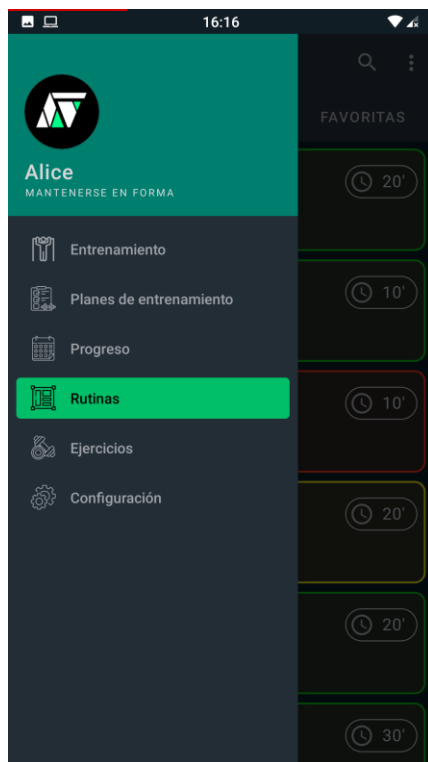 16:16
FAVORITAS
Alice
MANTENERSE EN FORMA
20'
Entrenamiento
Planes de entrenamiento
10'
Progreso
Rutinas
10'
Ejercicios
Configuración
20'
20'
30'